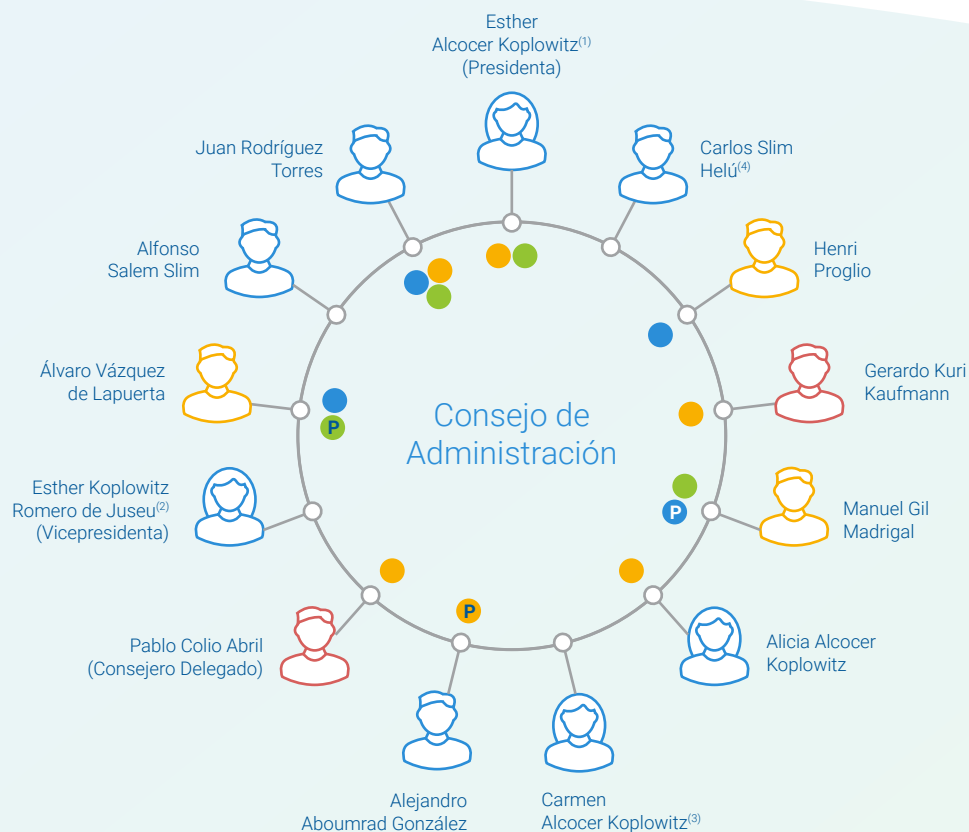 Esther
Alcocer Koplowitz(1)
(Presidenta)
Juan Rodríguez
Torres
Carlos Slim
Helú(4)
Alfonso
Salem Slim
Henri
Proglio
Álvaro Vázquez
de Lapuerta
Gerardo Kuri
Kaufmann
Consejo de
Administración
P
Esther Koplowitz
Romero de Juseu(2)
(Vicepresidenta)
P
Manuel Gil
Madrigal
P
Pablo Colio Abril
(Consejero Delegado)
Alicia Alcocer
Koplowitz
Alejandro
Aboumrad González
Carmen
Alcocer Koplowitz(3)